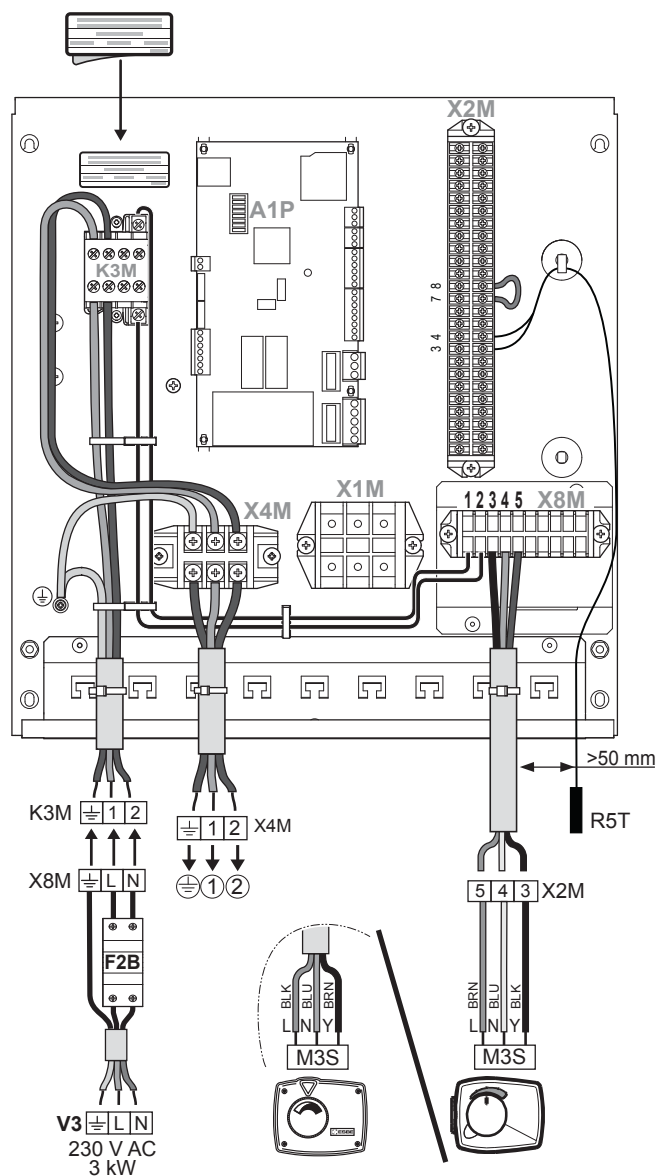 X2M
A1P
K3M
7 8
3 4
X4M
X1M
1 2 3 4 5
X8M
>50 mm
R5T
K3M 1 2
1 2 X4M
1 2
X8M L N
5 4 3 X2M
F2B
BLK BLU BRN
L N Y
M3S
ESBE
BRN BLU BLK
L N Y
M3S
V3 L N
230 V AC
3 kW